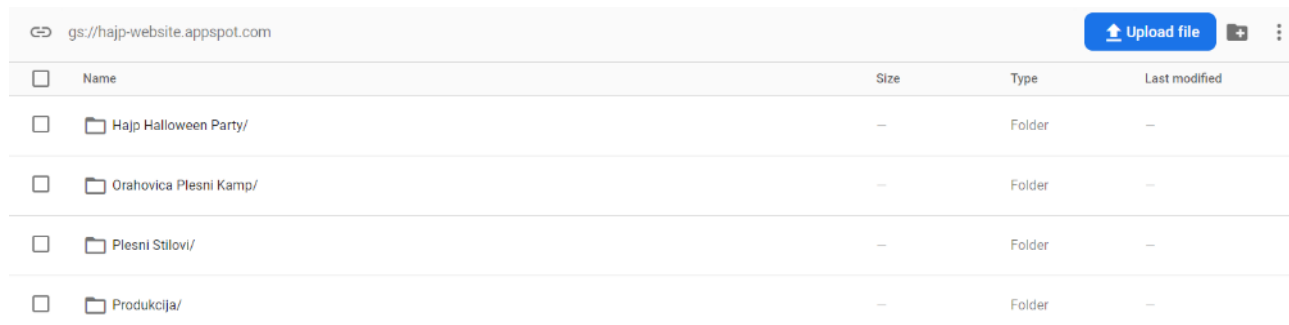 gs://hajp-website.appspot.com Upload file
Name Size Type Last modified
Hajp Halloween Party/ — Folder —
Orahovica Plesni Kamp/ — Folder —
Plesni Stilovi/ — Folder —
Produkcija/ — Folder —